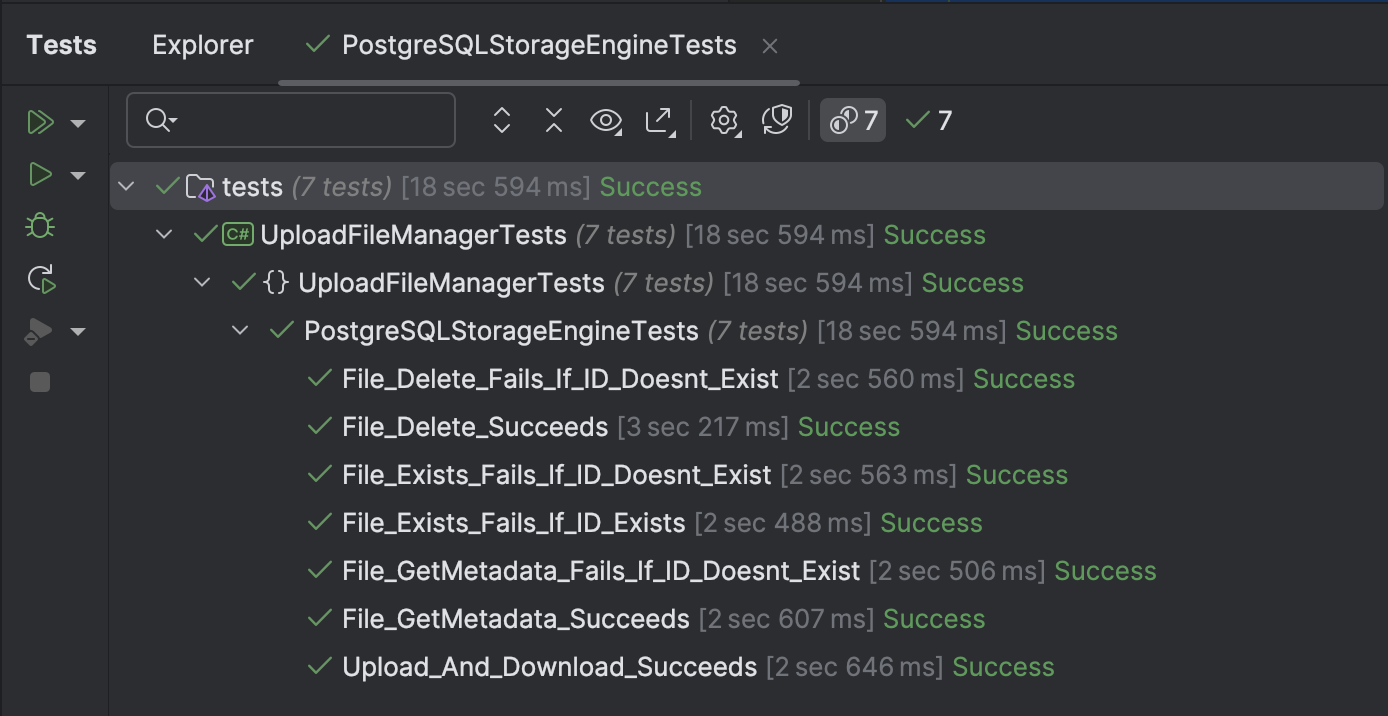 Tests Explorer PostgreSQLStorageEngineTests
7 7
tests (7 tests) [18 sec 594 ms] Success
C# UploadFileManagerTests (7 tests) [18 sec 594 ms] Success
{} UploadFileManagerTests (7 tests) [18 sec 594 ms] Success
PostgreSQLStorageEngineTests (7 tests) [18 sec 594 ms] Success
File_Delete_Fails_If_ID_Doesnt_Exist [2 sec 560 ms] Success
File_Delete_Succeeds [3 sec 217 ms] Success
File_Exists_Fails_If_ID_Doesnt_Exist [2 sec 563 ms] Success
File_Exists_Fails_If_ID_Exists [2 sec 488 ms] Success
File_GetMetadata_Fails_If_ID_Doesnt_Exist [2 sec 506 ms] Success
File_GetMetadata_Succeeds [2 sec 607 ms] Success
Upload_And_Download_Succeeds [2 sec 646 ms] Success